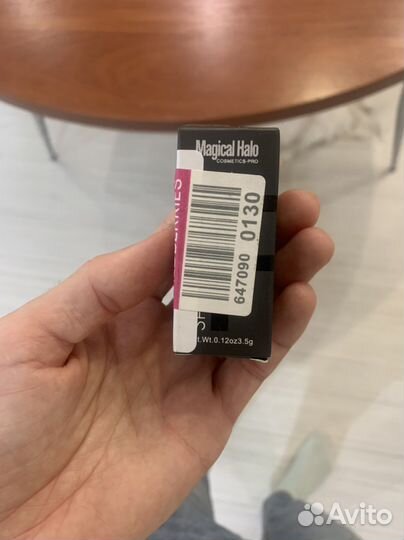 Magical Halo
COSMETICS-PRO
647090 0130
t.Wt.0.12oz3.5g
Avito